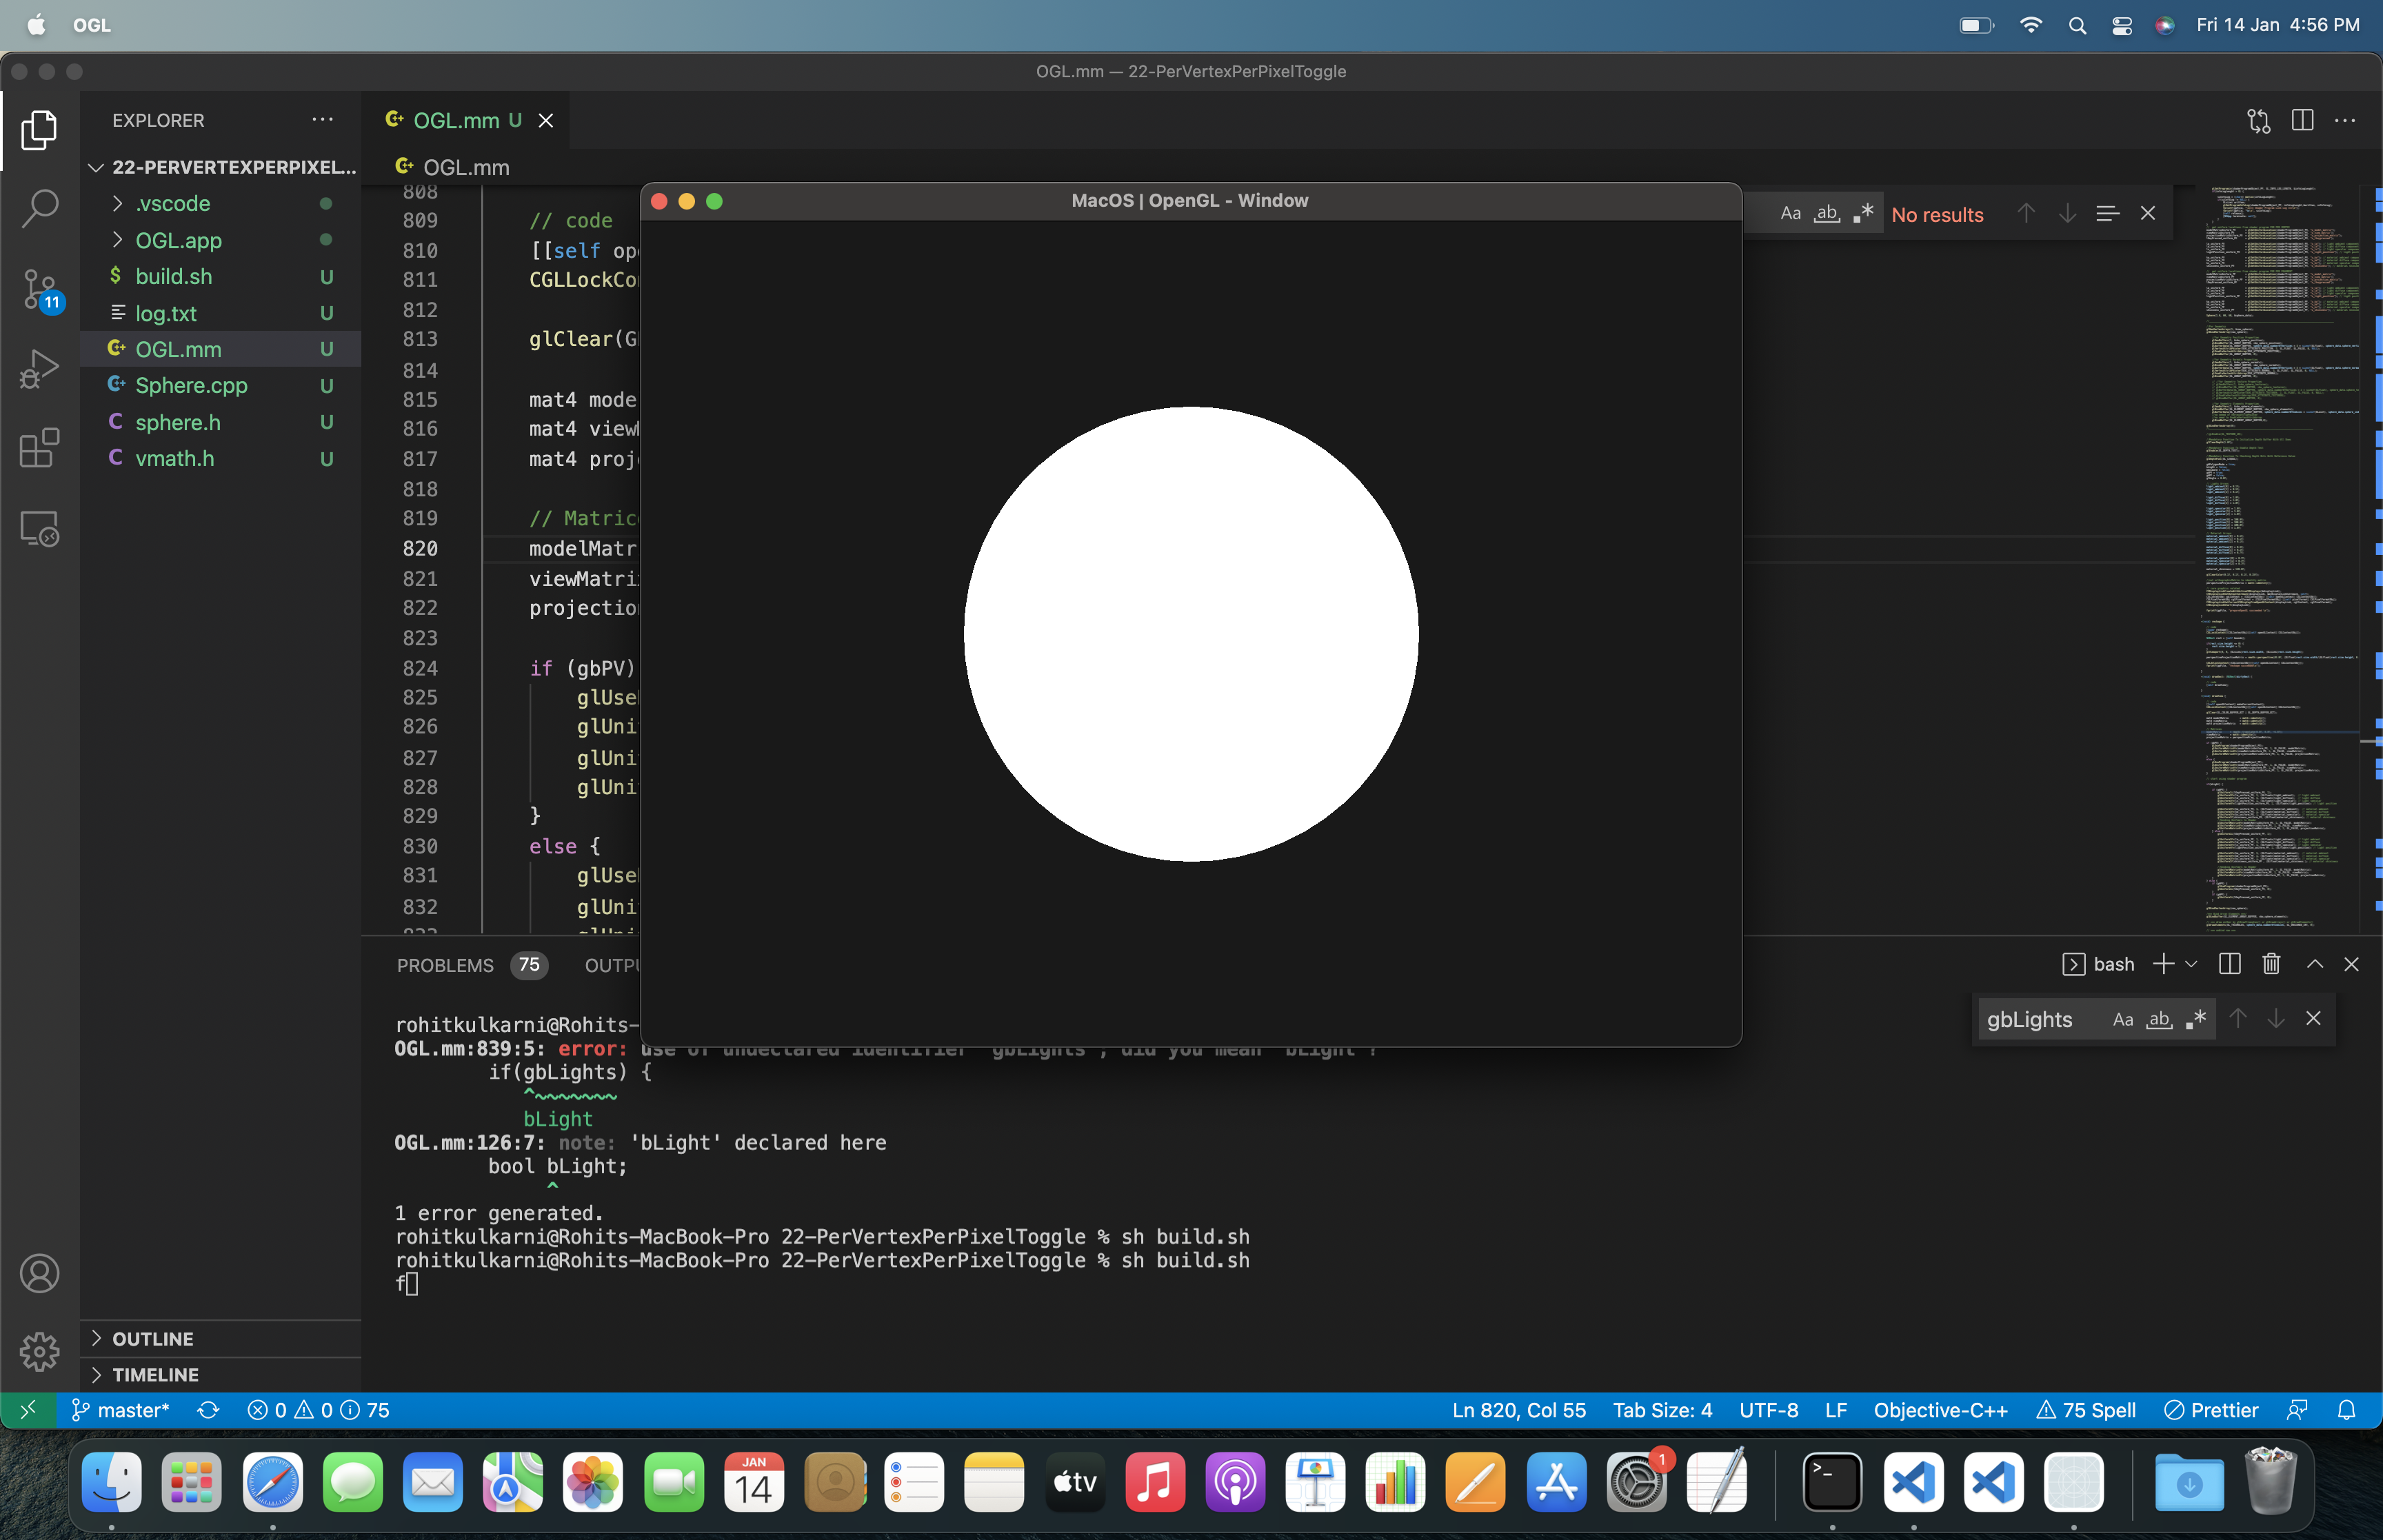 OGL
Fri 14 Jan 4:56 PM
OGL.mm — 22-PerVertexPerPixelToggle
EXPLORER
22-PERVERTEXPERPIXEL...
.vscode
OGL.app
$ build.sh U
log.txt U
OGL.mm U
Sphere.cpp U
C sphere.h U
C vmath.h U
11
OUTLINE
TIMELINE
OGL.mm U
OGL.mm
808
809 // code
810 [[self op
811 CGLLockCo
812
813 glClear(G
814
815 mat4 mode
816 mat4 view
817 mat4 proj
818
819 // Matric
820 modelMatr
821 viewMatri
822 projectio
823
824 if (gbPV)
825 glUse
826 glUni
827 glUni
828 glUni
829 }
830 else {
831 glUse
832 glUni
833 glUni
MacOS | OpenGL - Window
Aa ab .* No results
PROBLEMS 75 OUTPU
bash
gbLights Aa ab .*
rohitkulkarni@Rohits-
OGL.mm:839:5: error: use of undeclared identifier 'gbLights'; did you mean 'bLight'?
if(gbLights) {
^~~~~~~~
bLight
OGL.mm:126:7: note: 'bLight' declared here
bool bLight;
^
1 error generated.
rohitkulkarni@Rohits-MacBook-Pro 22-PerVertexPerPixelToggle % sh build.sh
rohitkulkarni@Rohits-MacBook-Pro 22-PerVertexPerPixelToggle % sh build.sh
f
master* 0 0 75
Ln 820, Col 55 Tab Size: 4 UTF-8 LF Objective-C++ 75 Spell Prettier
JAN
14
tv
1
>_